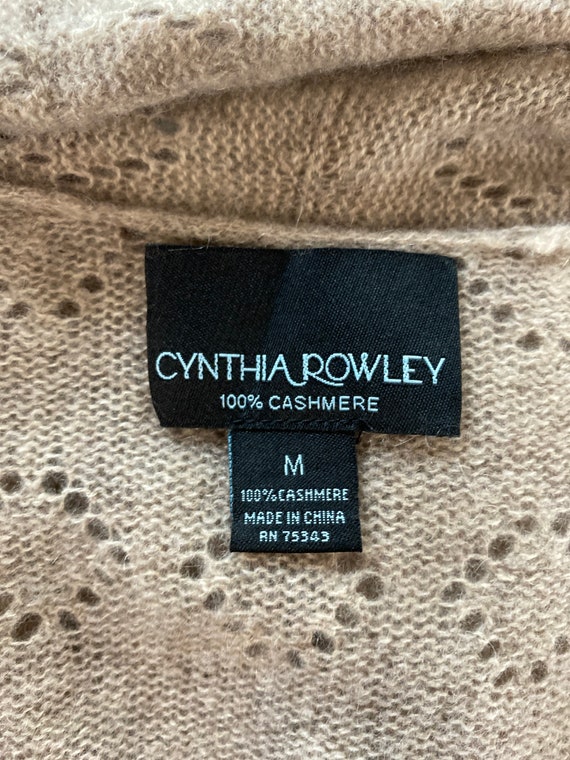 CYNTHIA ROWLEY
100% CASHMERE
M
100% CASHMERE
MADE IN CHINA
RN 75343